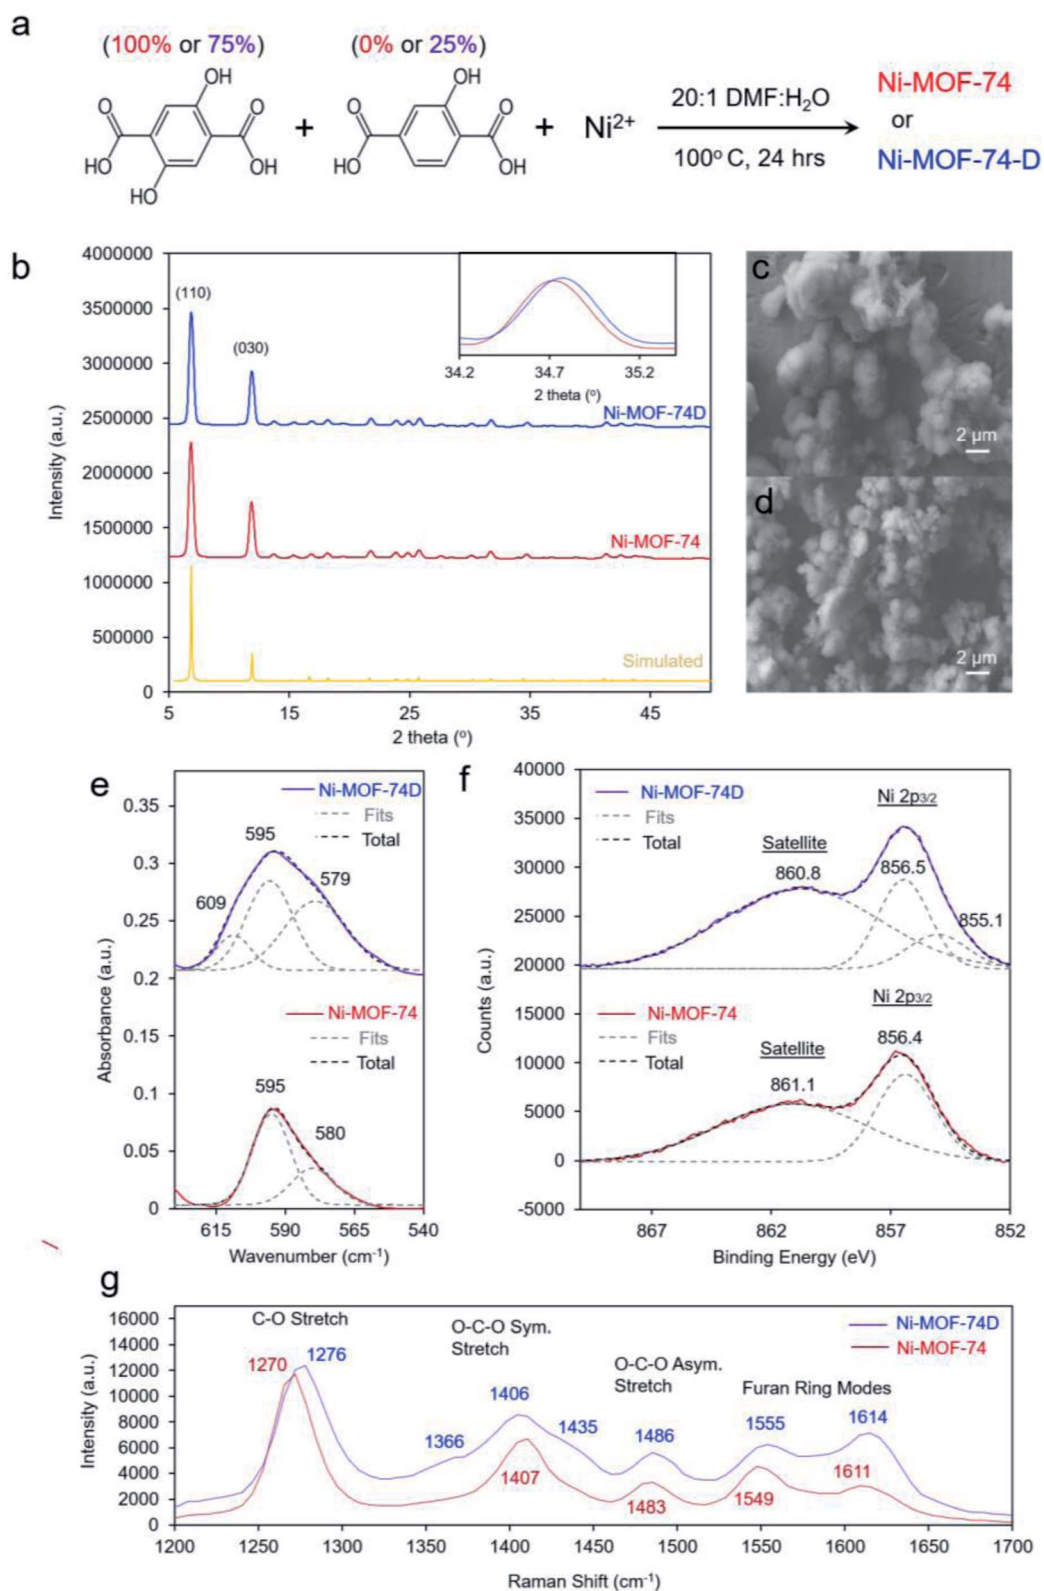 a
(100% or 75%)
(0% or 25%)
OH
O
O
HO
OH
HO
+
OH
O
O
HO
OH
+
Ni2+
20:1 DMF:H2O
100o C, 24 hrs
Ni-MOF-74
or
Ni-MOF-74-D
b
4000000
3500000
3000000
2500000
2000000
1500000
1000000
500000
0
Intensity (a.u.)
(110)
(030)
34.2
34.7
35.2
2 theta (o)
Ni-MOF-74D
Ni-MOF-74
Simulated
5
15
25
35
45
2 theta (o)
c
2 µm
d
2 µm
e
Ni-MOF-74D
Fits
Total
0.35
0.3
0.25
0.2
0.15
0.1
0.05
0
Absorbance (a.u.)
595
609
579
Ni-MOF-74
Fits
Total
595
580
615
590
565
540
Wavenumber (cm-1)
f
40000
35000
30000
25000
20000
15000
10000
5000
0
-5000
Counts (a.u.)
Ni-MOF-74D
Fits
Total
Ni 2p3/2
Satellite
860.8
856.5
855.1
Ni-MOF-74
Fits
Total
Ni 2p3/2
Satellite
861.1
856.4
867
862
857
852
Binding Energy (eV)
g
16000
14000
12000
10000
8000
6000
4000
2000
0
Intensity (a.u.)
C-O Stretch
1270
1276
O-C-O Sym.
Stretch
1366
1406
1435
1407
O-C-O Asym.
Stretch
1486
1483
Furan Ring Modes
1555
1614
1549
1611
Ni-MOF-74D
Ni-MOF-74
1200
1250
1300
1350
1400
1450
1500
1550
1600
1650
1700
Raman Shift (cm-1)